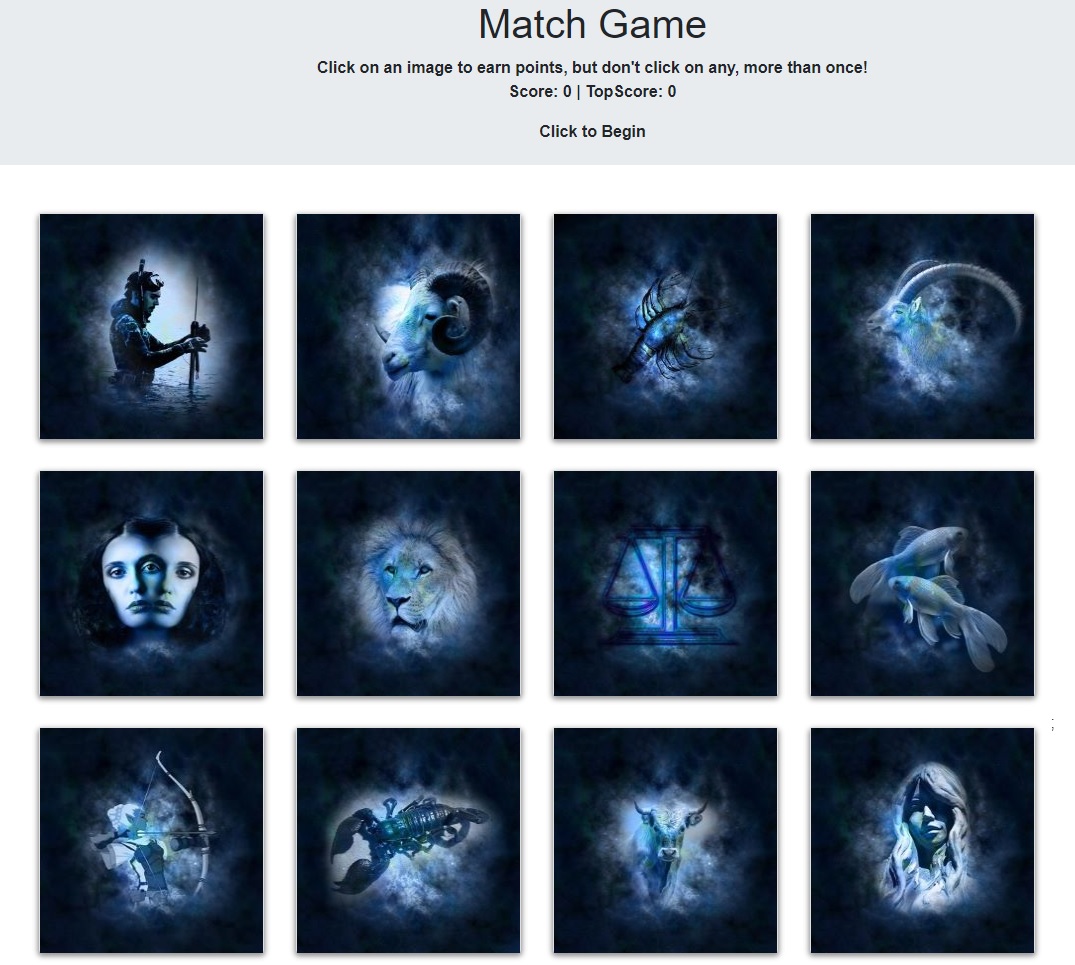 Match Game
Click on an image to earn points, but don't click on any, more than once!
Score: 0 | TopScore: 0
Click to Begin
;